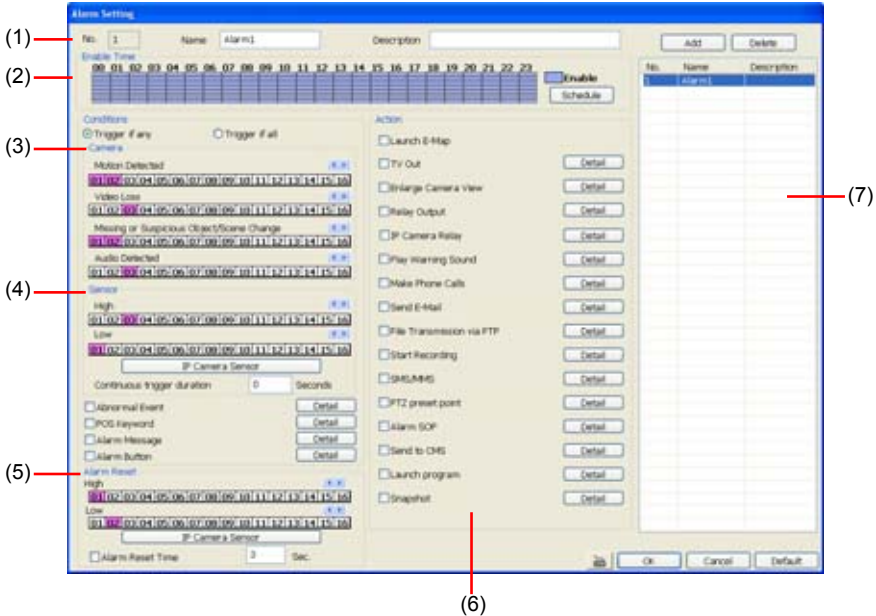 Alarm Setting
(1)
No. 1 Name Alarm1 Description
Add Delete
Enable Time
(2)
00 01 02 03 04 05 06 07 08 09 10 11 12 13 14 15 16 17 18 19 20 21 22 23
Enable
Schedule
No. Name Description
1 Alarm1
Conditions
Trigger if any Trigger if all
(3)
Camera
Motion Detected
01 02 03 04 05 06 07 08 09 10 11 12 13 14 15 16
Video Loss
01 02 03 04 05 06 07 08 09 10 11 12 13 14 15 16
Missing or Suspicious Object/Scene Change
01 02 03 04 05 06 07 08 09 10 11 12 13 14 15 16
Audio Detected
01 02 03 04 05 06 07 08 09 10 11 12 13 14 15 16
(4)
Sensor
High
01 02 03 04 05 06 07 08 09 10 11 12 13 14 15 16
Low
01 02 03 04 05 06 07 08 09 10 11 12 13 14 15 16
IP Camera Sensor
Continuous trigger duration 0 Seconds
Abnormal Event Detail
POS Keyword Detail
Alarm Message Detail
Alarm Button Detail
(5)
Alarm Reset
High
01 02 03 04 05 06 07 08 09 10 11 12 13 14 15 16
Low
01 02 03 04 05 06 07 08 09 10 11 12 13 14 15 16
IP Camera Sensor
Alarm Reset Time 3 Sec.
Action
Launch E-Map
TV Out Detail
Enlarge Camera View Detail
Relay Output Detail
IP Camera Relay Detail
Play Warning Sound Detail
Make Phone Calls Detail
Send E-Mail Detail
File Transmission via FTP Detail
Start Recording Detail
SMS/MMS Detail
PTZ preset point Detail
Alarm SOP Detail
Send to CMS Detail
Launch program Detail
Snapshot Detail
(6)
(7)
OK Cancel Default